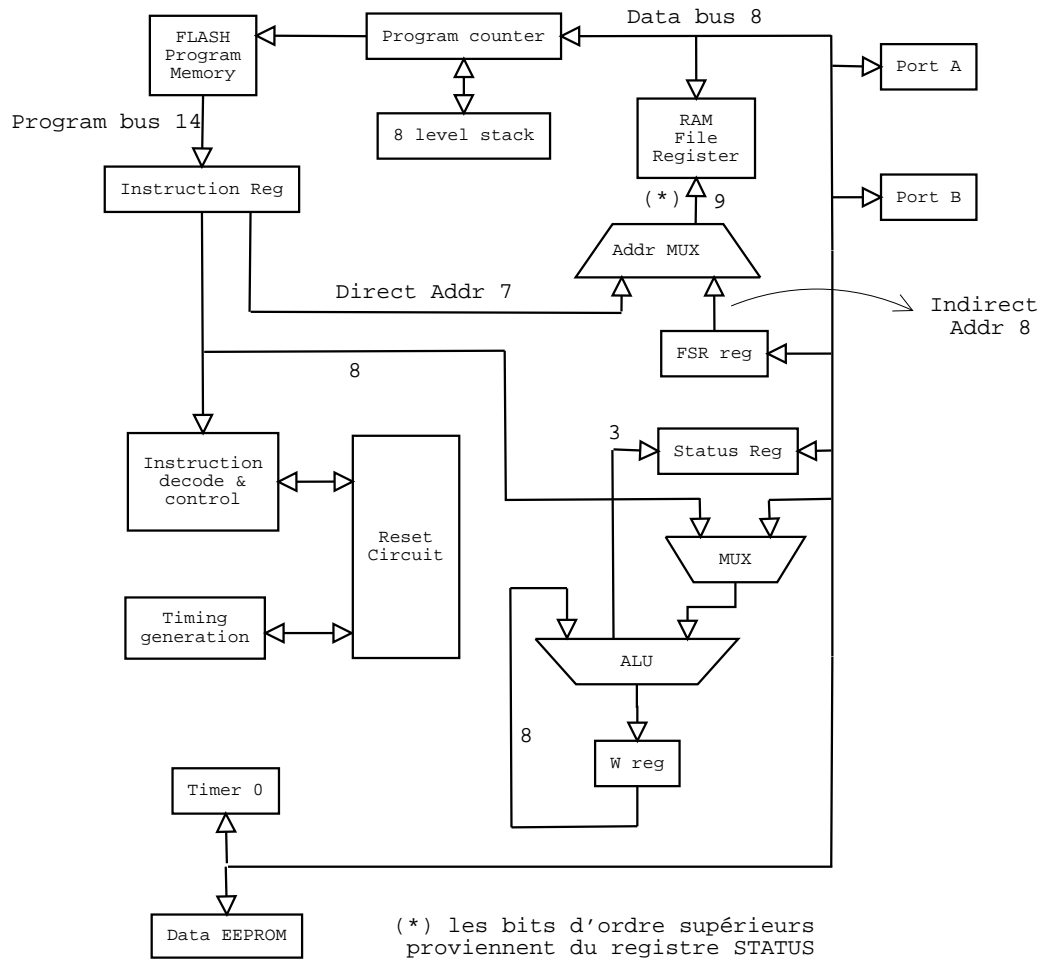 Data bus 8
FLASH
Program
Memory
Program counter
Port A
Program bus 14
8 level stack
RAM
File
Register
Instruction Reg
(*)
9
Port B
Addr MUX
Direct Addr 7
Indirect
Addr 8
FSR reg
8
3
Status Reg
Instruction
decode &
control
Reset
Circuit
MUX
Timing
generation
ALU
8
W reg
Timer 0
Data EEPROM
(*) les bits d'ordre supérieurs
proviennent du registre STATUS